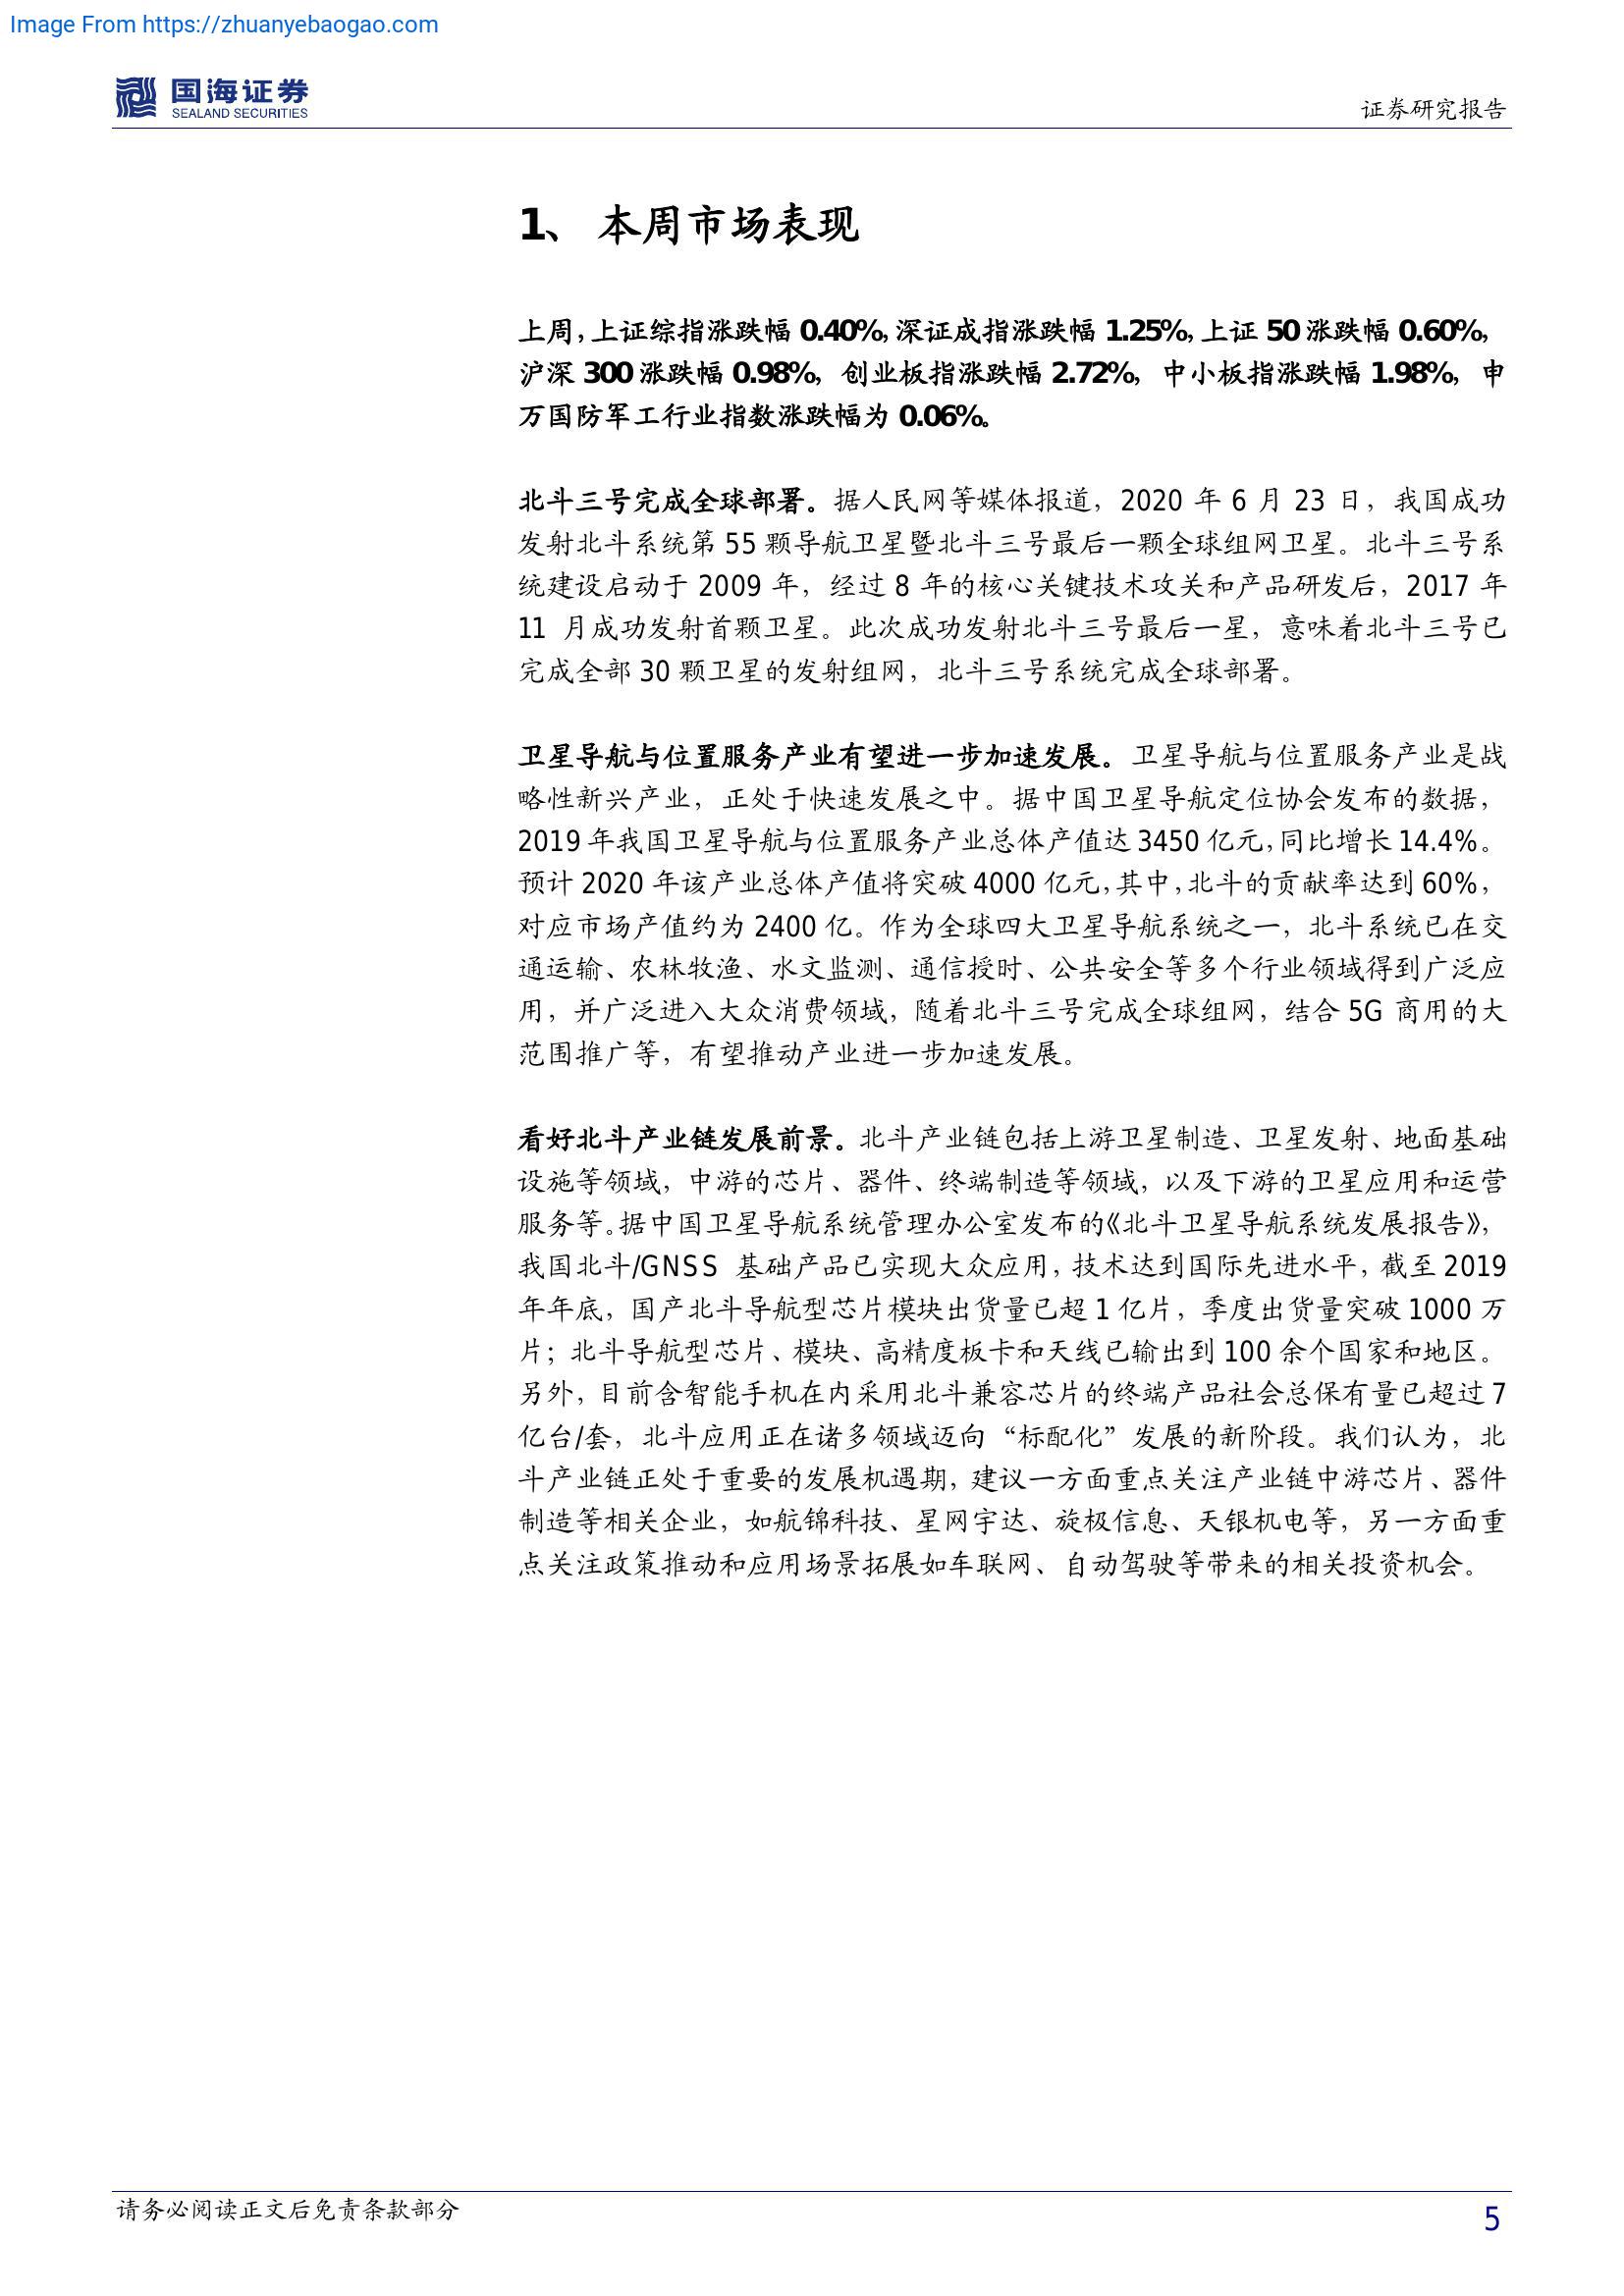 Image From https://zhuanyebaogao.com
国海证券
SEALAND SECURITIES
证券研究报告
1、 本周市场表现
上周，上证综指涨跌幅 0.40%，深证成指涨跌幅 1.25%，上证 50 涨跌幅 0.60%，
沪深 300 涨跌幅 0.98%，创业板指涨跌幅 2.72%，中小板指涨跌幅 1.98%，申
万国防军工行业指数涨跌幅为 0.06%。
北斗三号完成全球部署。据人民网等媒体报道，2020 年 6 月 23 日，我国成功
发射北斗系统第 55 颗导航卫星暨北斗三号最后一颗全球组网卫星。北斗三号系
统建设启动于 2009 年，经过 8 年的核心关键技术攻关和产品研发后，2017 年
11 月成功发射首颗卫星。此次成功发射北斗三号最后一星，意味着北斗三号已
完成全部 30 颗卫星的发射组网，北斗三号系统完成全球部署。
卫星导航与位置服务产业有望进一步加速发展。卫星导航与位置服务产业是战
略性新兴产业，正处于快速发展之中。据中国卫星导航定位协会发布的数据，
2019 年我国卫星导航与位置服务产业总体产值达 3450 亿元，同比增长 14.4%。
预计 2020 年该产业总体产值将突破 4000 亿元，其中，北斗的贡献率达到 60%，
对应市场产值约为 2400 亿。作为全球四大卫星导航系统之一，北斗系统已在交
通运输、农林牧渔、水文监测、通信授时、公共安全等多个行业领域得到广泛应
用，并广泛进入大众消费领域，随着北斗三号完成全球组网，结合 5G 商用的大
范围推广等，有望推动产业进一步加速发展。
看好北斗产业链发展前景。北斗产业链包括上游卫星制造、卫星发射、地面基础
设施等领域，中游的芯片、器件、终端制造等领域，以及下游的卫星应用和运营
服务等。据中国卫星导航系统管理办公室发布的《北斗卫星导航系统发展报告》，
我国北斗/GNSS 基础产品已实现大众应用，技术达到国际先进水平，截至 2019
年年底，国产北斗导航型芯片模块出货量已超 1 亿片，季度出货量突破 1000 万
片；北斗导航型芯片、模块、高精度板卡和天线已输出到 100 余个国家和地区。
另外，目前含智能手机在内采用北斗兼容芯片的终端产品社会总保有量已超过 7
亿台/套，北斗应用正在诸多领域迈向“标配化”发展的新阶段。我们认为，北
斗产业链正处于重要的发展机遇期，建议一方面重点关注产业链中游芯片、器件
制造等相关企业，如航锦科技、星网宇达、旋极信息、天银机电等，另一方面重
点关注政策推动和应用场景拓展如车联网、自动驾驶等带来的相关投资机会。
请务必阅读正文后免责条款部分
5